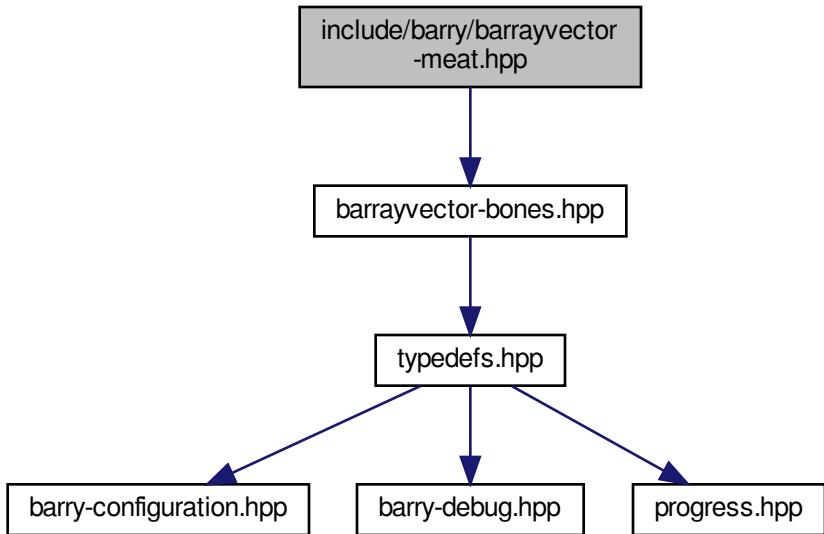 include/barry/barrayvector
-meat.hpp
barrayvector-bones.hpp
typedefs.hpp
barry-configuration.hpp
barry-debug.hpp
progress.hpp